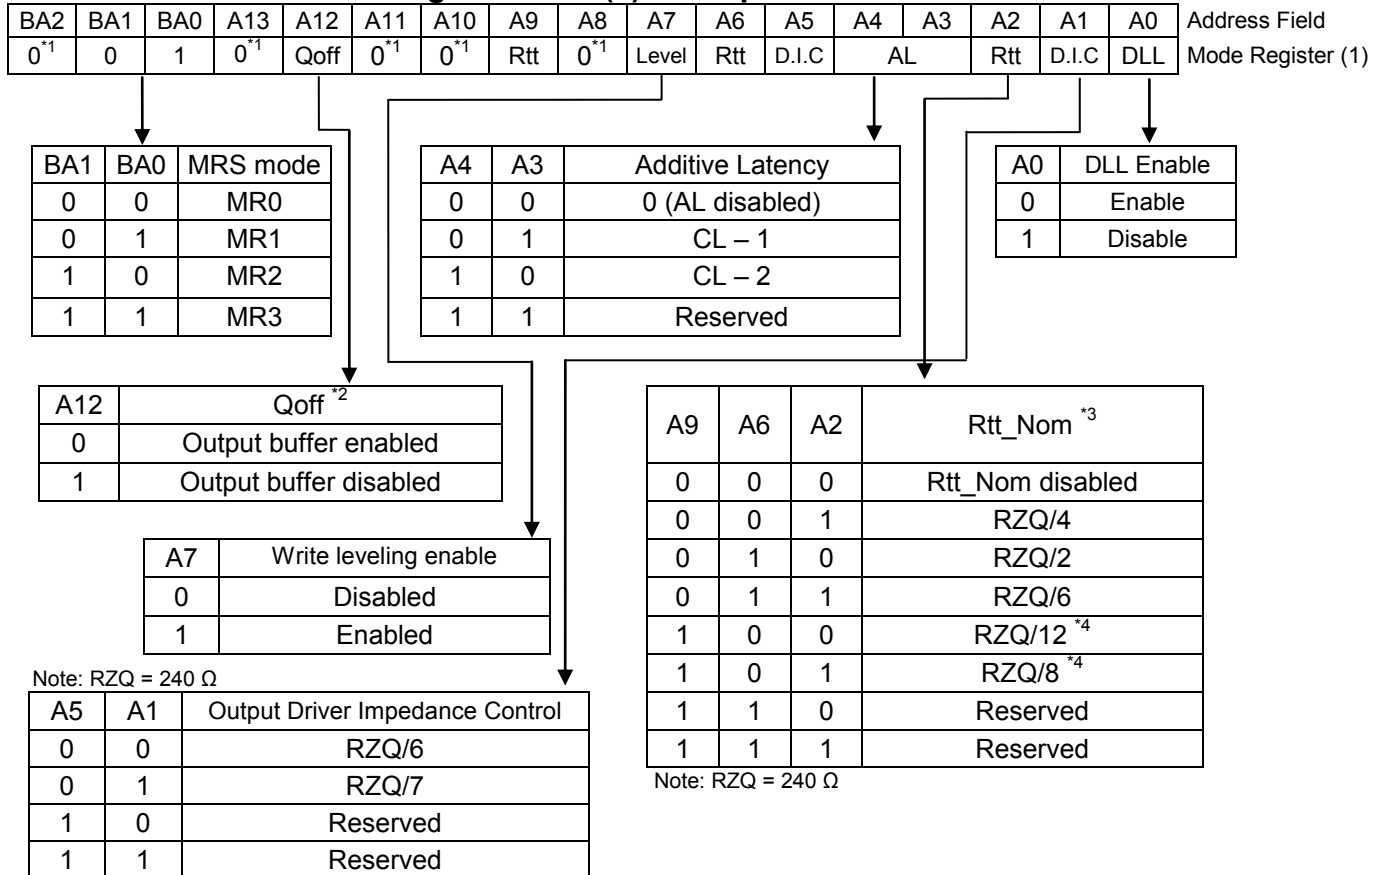 BA2 BA1 BA0 A13 A12 A11 A10 A9 A8 A7 A6 A5 A4 A3 A2 A1 A0 Address Field
0*1 0 1 0*1 Qoff 0*1 0*1 Rtt 0*1 Level Rtt D.I.C AL Rtt D.I.C DLL Mode Register (1)
BA1 BA0 MRS mode
0 0 MR0
0 1 MR1
1 0 MR2
1 1 MR3
A4 A3 Additive Latency
0 0 0 (AL disabled)
0 1 CL – 1
1 0 CL – 2
1 1 Reserved
A0 DLL Enable
0 Enable
1 Disable
A12 Qoff *2
0 Output buffer enabled
1 Output buffer disabled
A9 A6 A2 Rtt_Nom *3
0 0 0 Rtt_Nom disabled
0 0 1 RZQ/4
0 1 0 RZQ/2
0 1 1 RZQ/6
1 0 0 RZQ/12 *4
1 0 1 RZQ/8 *4
1 1 0 Reserved
1 1 1 Reserved
Note: RZQ = 240 Ω
A7 Write leveling enable
0 Disabled
1 Enabled
Note: RZQ = 240 Ω
A5 A1 Output Driver Impedance Control
0 0 RZQ/6
0 1 RZQ/7
1 0 Reserved
1 1 Reserved